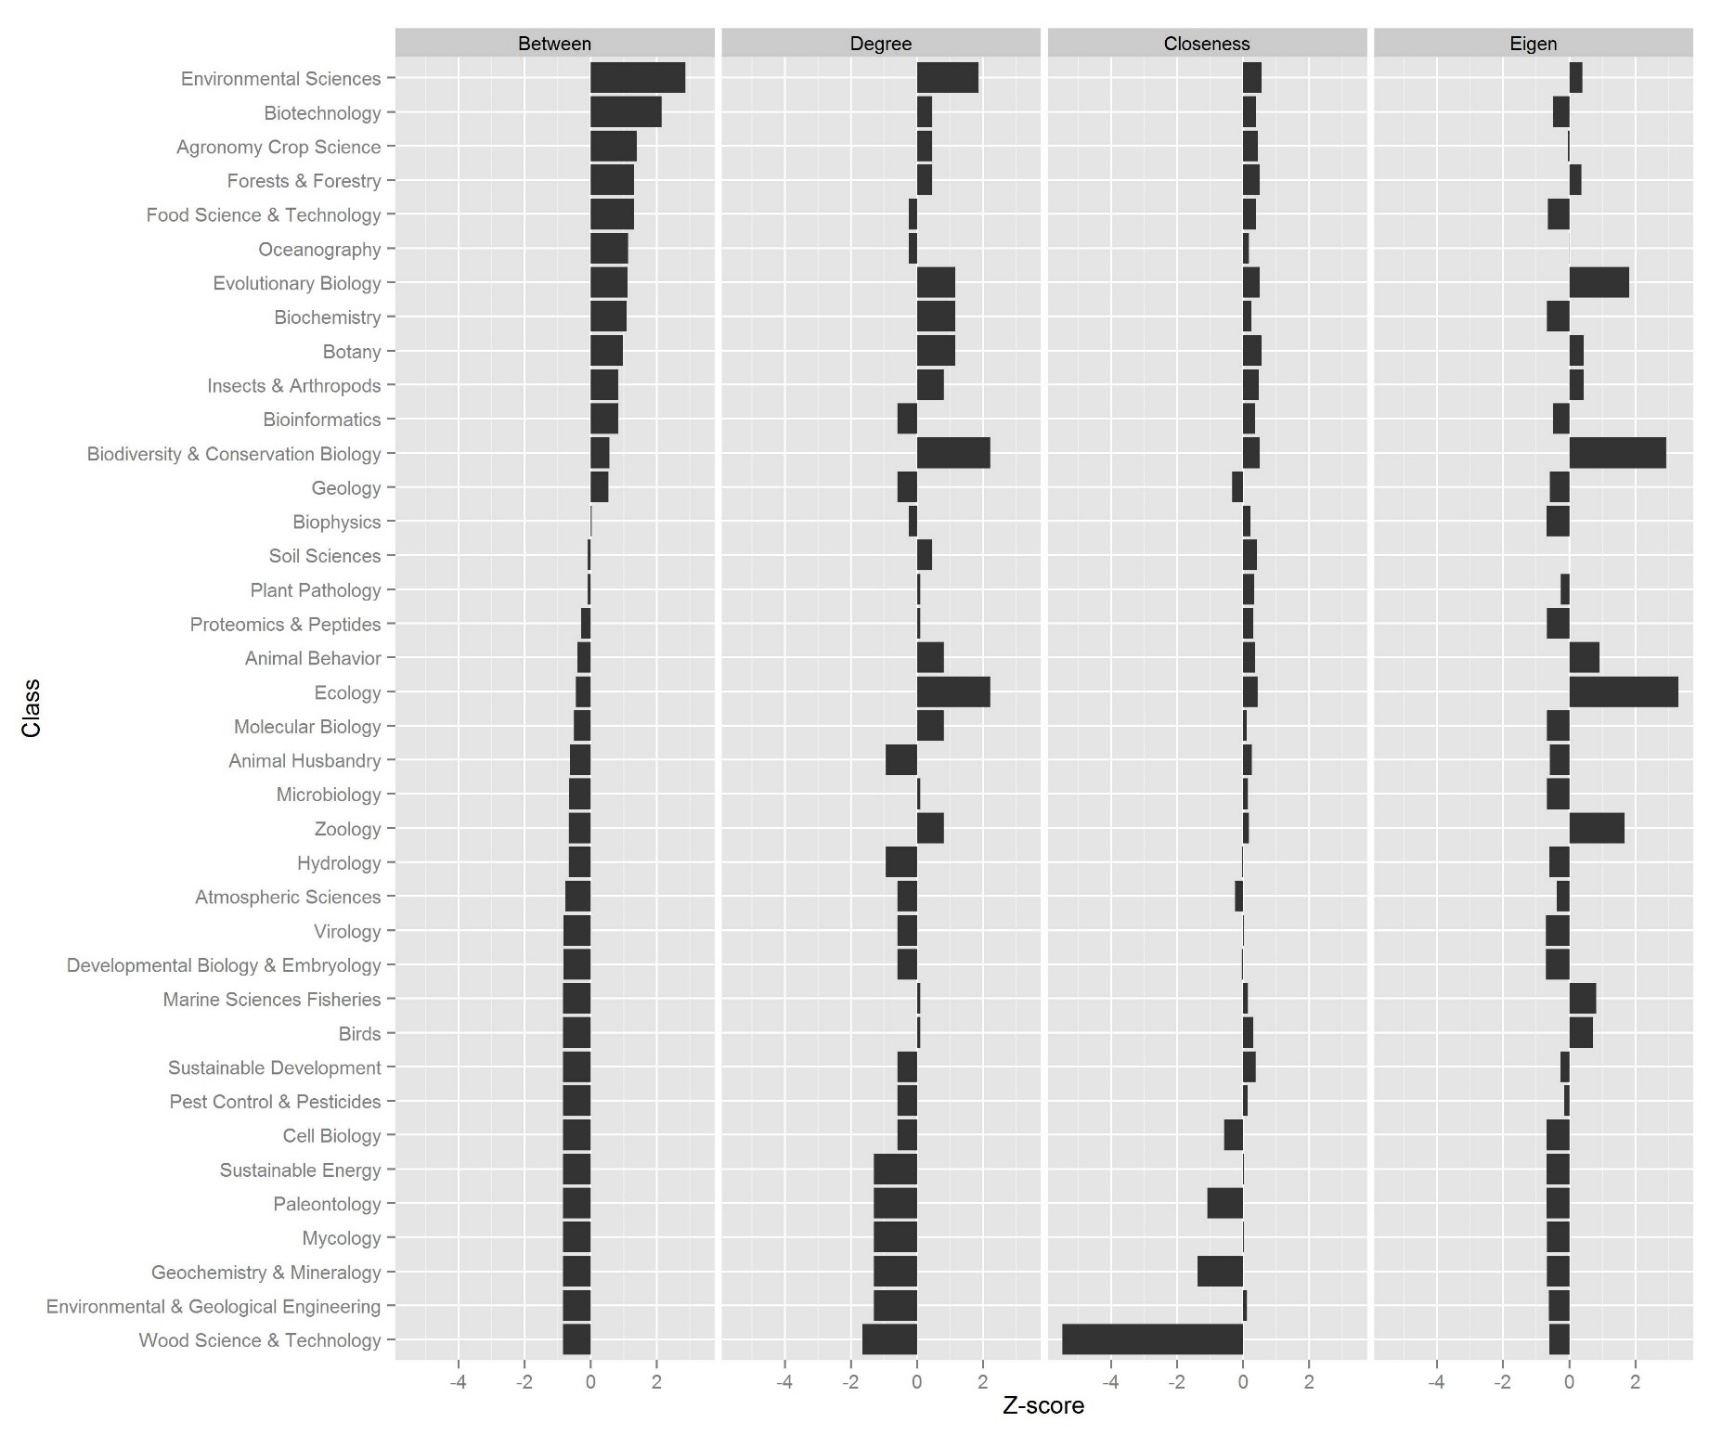 Between Degree Closeness Eigen
Environmental Sciences
Biotechnology
Agronomy Crop Science
Forests & Forestry
Food Science & Technology
Oceanography
Evolutionary Biology
Biochemistry
Botany
Insects & Arthropods
Bioinformatics
Biodiversity & Conservation Biology
Geology
Biophysics
Soil Sciences
Plant Pathology
Proteomics & Peptides
Animal Behavior
Ecology
Molecular Biology
Animal Husbandry
Microbiology
Zoology
Hydrology
Atmospheric Sciences
Virology
Developmental Biology & Embryology
Marine Sciences Fisheries
Birds
Sustainable Development
Pest Control & Pesticides
Cell Biology
Sustainable Energy
Paleontology
Mycology
Geochemistry & Mineralogy
Environmental & Geological Engineering
Wood Science & Technology
Class
-4 -2 0 2 -4 -2 0 2 -4 -2 0 2 -4 -2 0 2
Z-score